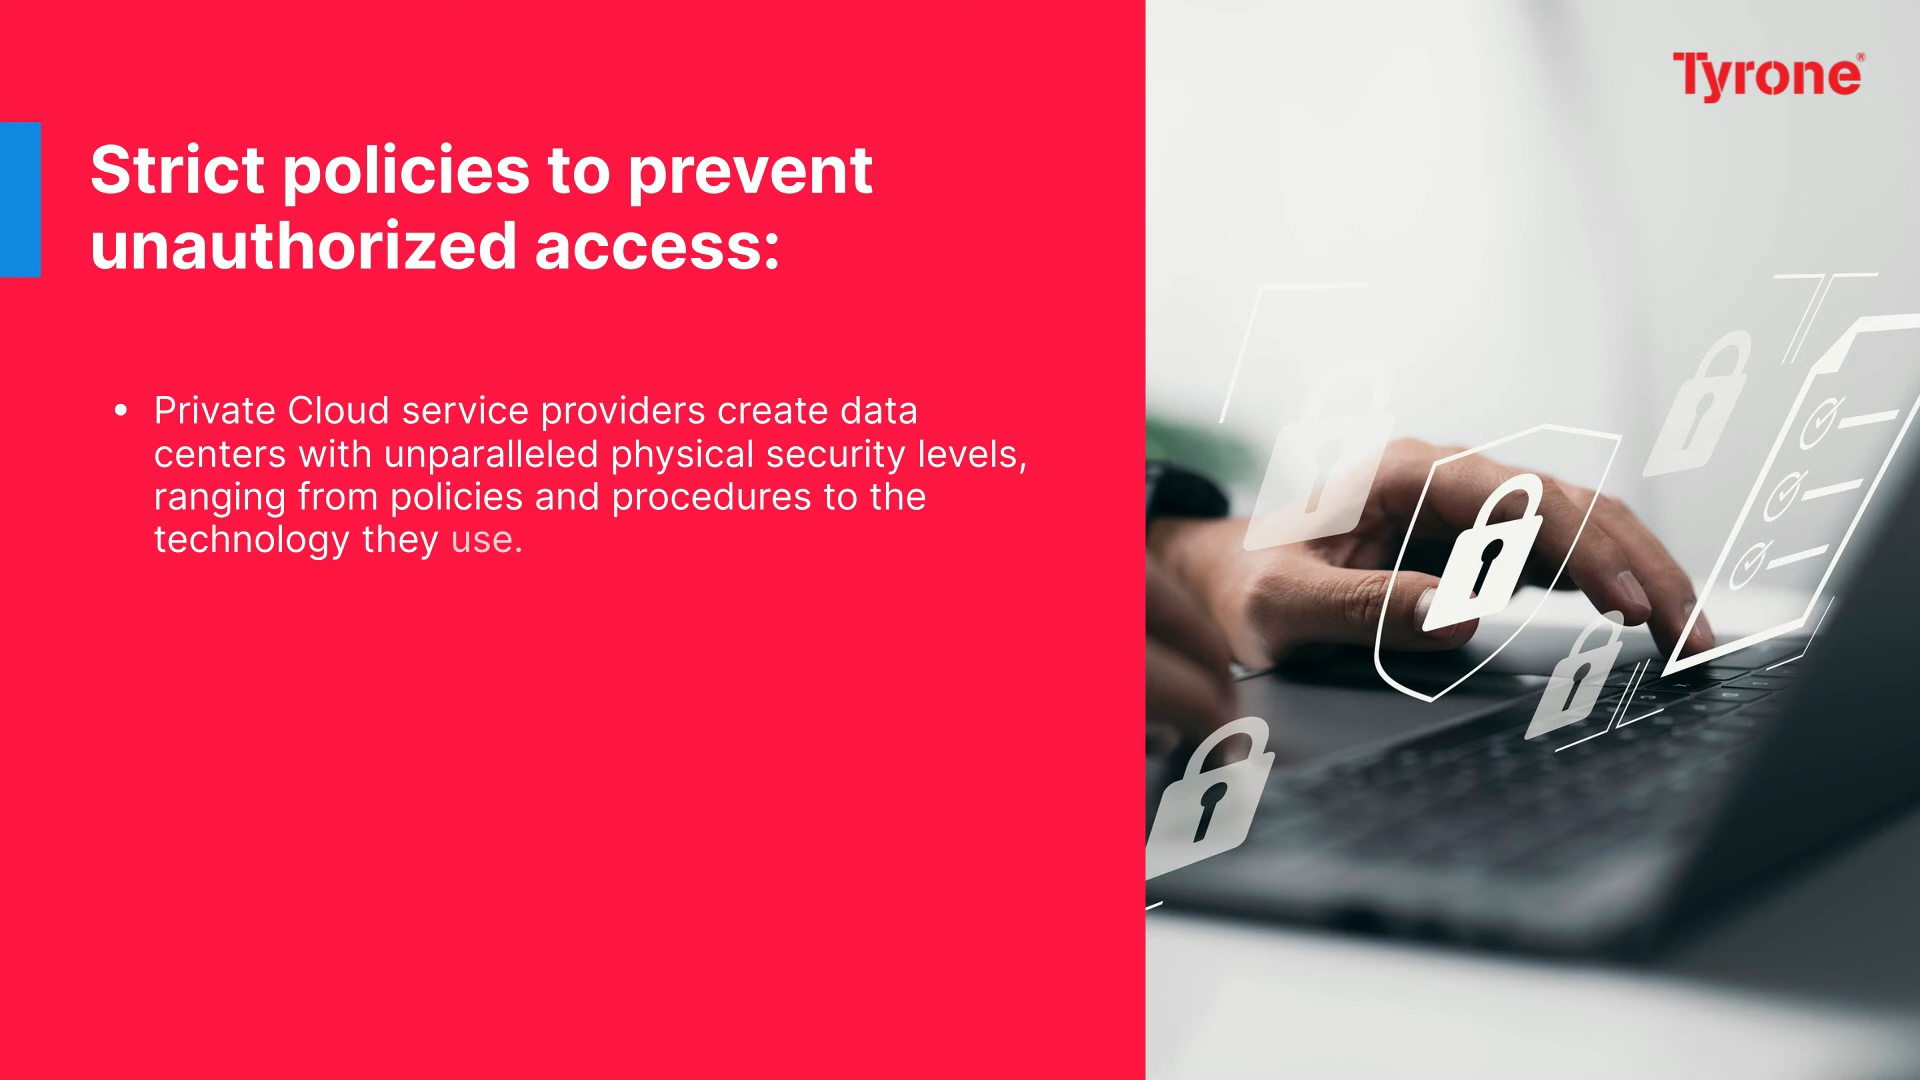 Tyrone®
Strict policies to prevent
unauthorized access:
• Private Cloud service providers create data
centers with unparalleled physical security levels,
ranging from policies and procedures to the
technology they use.